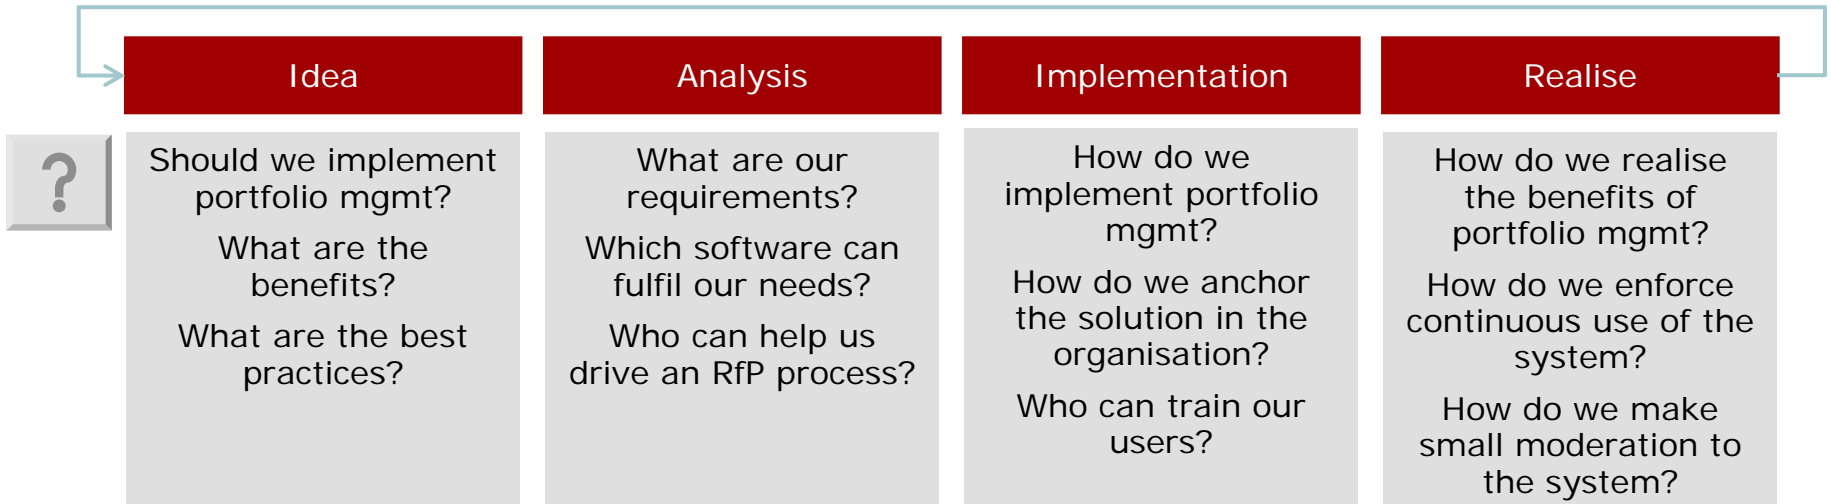 Idea
Analysis
Implementation
Realise
?
Should we implement
portfolio mgmt?
What are the
benefits?
What are the best
practices?
What are our
requirements?
Which software can
fulfil our needs?
Who can help us
drive an RfP process?
How do we
implement portfolio
mgmt?
How do we anchor
the solution in the
organisation?
Who can train our
users?
How do we realise
the benefits of
portfolio mgmt?
How do we enforce
continuous use of the
system?
How do we make
small moderation to
the system?